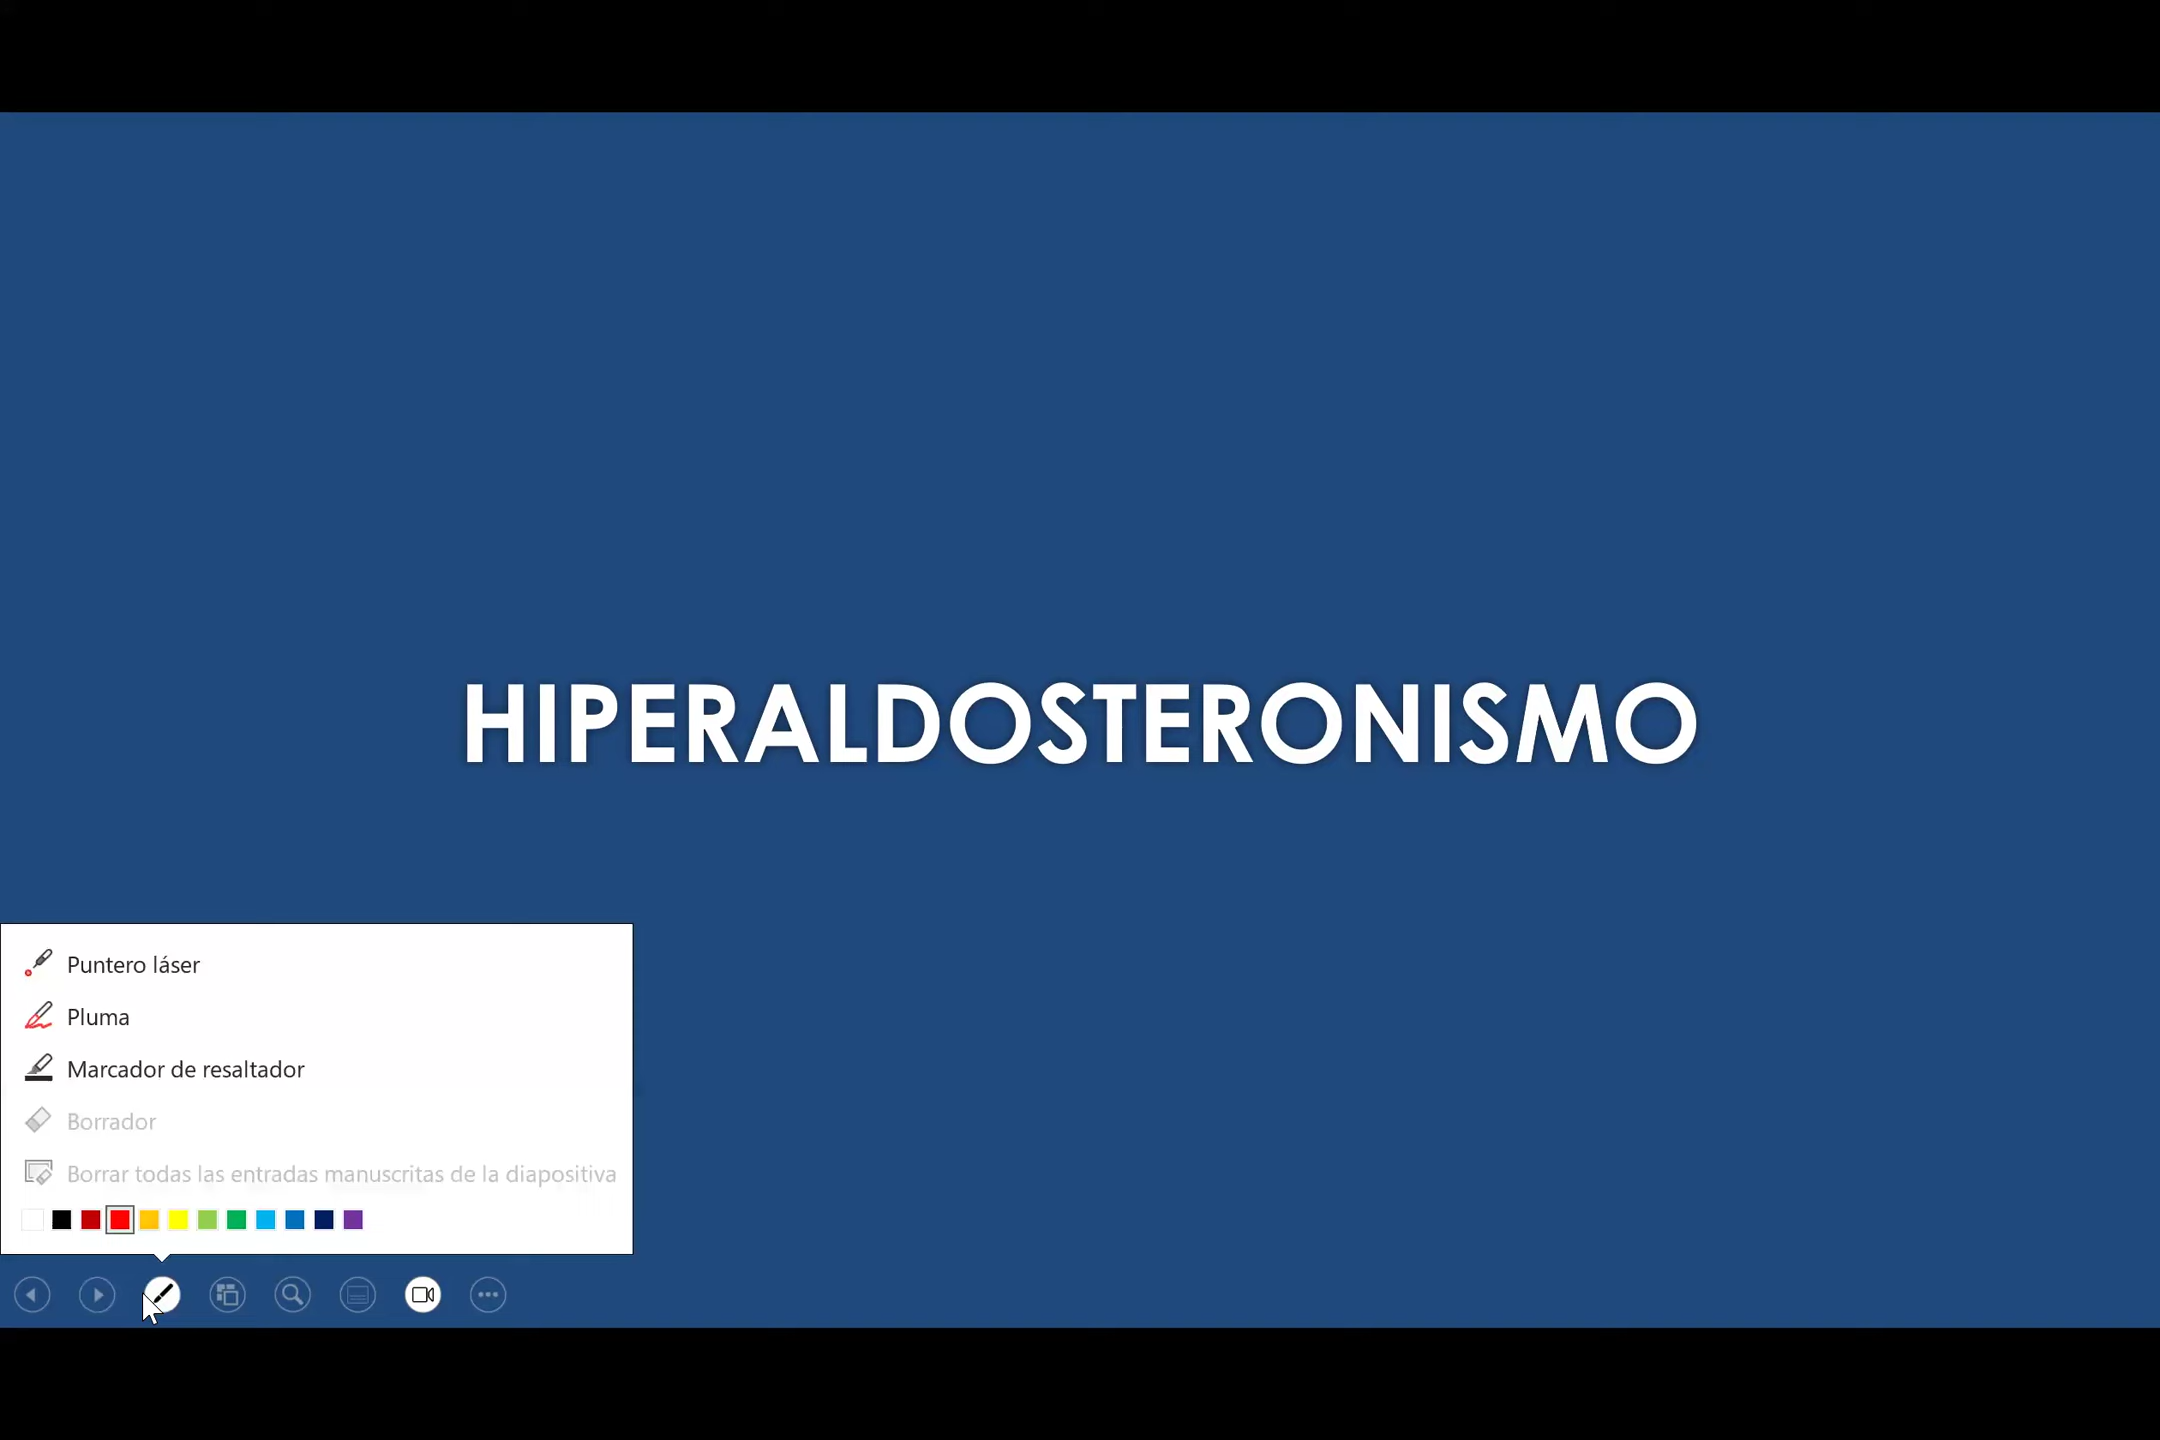 HIPERALDOSTERONISMO
Puntero láser
Pluma
Marcador de resaltador
Borrador
Borrar todas las entradas manuscritas de la diapositiva